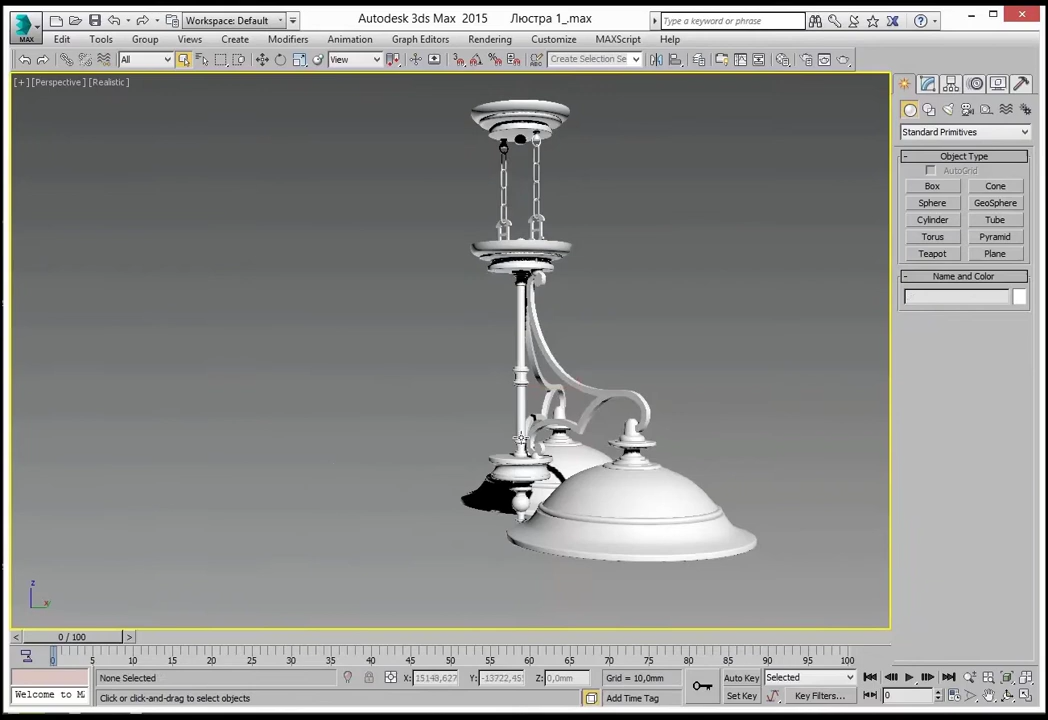 Workspace: Default
Autodesk 3ds Max 2015 Люстра 1_.max
Type a keyword or phrase
MAX
Edit Tools Group Views Create Modifiers Animation Graph Editors Rendering Customize MAXScript Help
All View Create Selection Se
[+] [Perspective] [Realistic]
Standard Primitives
- Object Type
AutoGrid
Box Cone
Sphere GeoSphere
Cylinder Tube
Torus Pyramid
Teapot Plane
- Name and Color
z
0 / 100
0 5 10 15 20 25 30 35 40 45 50 55 60 65 70 75 80 85 90 95 100
None Selected X: 15148,627 Y: -13722,45 Z: 0,0mm Grid = 10,0mm Auto Key Selected
Welcome to M Click or click-and-drag to select objects Add Time Tag Set Key Key Filters... 0